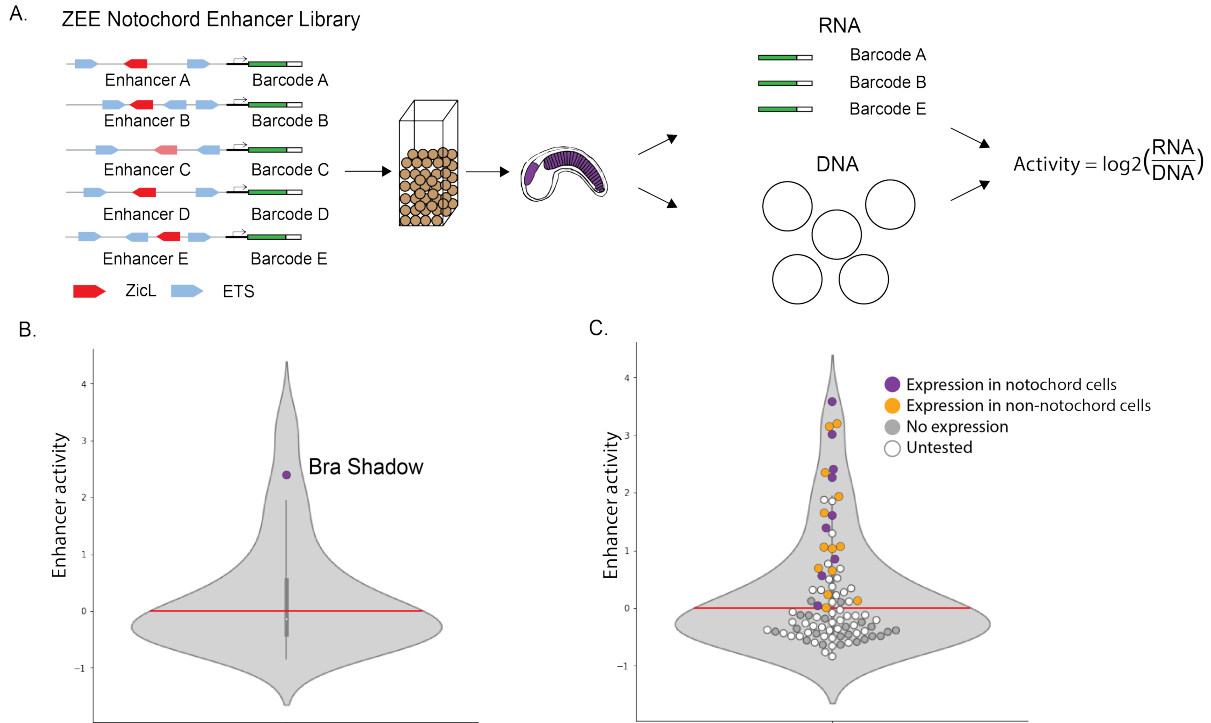 A.
ZEE Notochord Enhancer Library
Enhancer A Barcode A
Enhancer B Barcode B
Enhancer C Barcode C
Enhancer D Barcode D
Enhancer E Barcode E
ZicL ETS
RNA
Barcode A
Barcode B
Barcode E
DNA
Activity = log2(RNA/DNA)
B.
Enhancer activity
4
3
2
1
0
−1
Bra Shadow
C.
Enhancer activity
4
3
2
1
0
−1
Expression in notochord cells
Expression in non-notochord cells
No expression
Untested